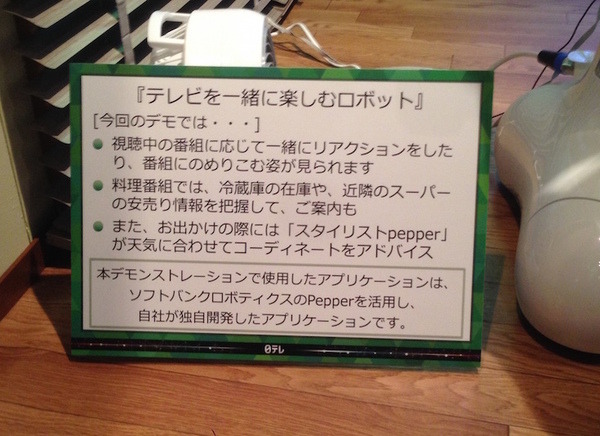 『テレビを一緒に楽しむロボット』
[今回のデモでは・・・]
視聴中の番組に応じて一緒にリアクションをした
り、番組にのめりこむ姿が見られます
料理番組では、冷蔵庫の在庫や、近隣のスーパー
の安売り情報を把握して、ご案内も
また、お出かけの際には「スタイリストpepper」
が天気に合わせてコーディネートをアドバイス
本デモンストレーションで使用したアプリケーションは、
ソフトバンクロボティクスのPepperを活用し、
自社が独自開発したアプリケーションです。
日テレ